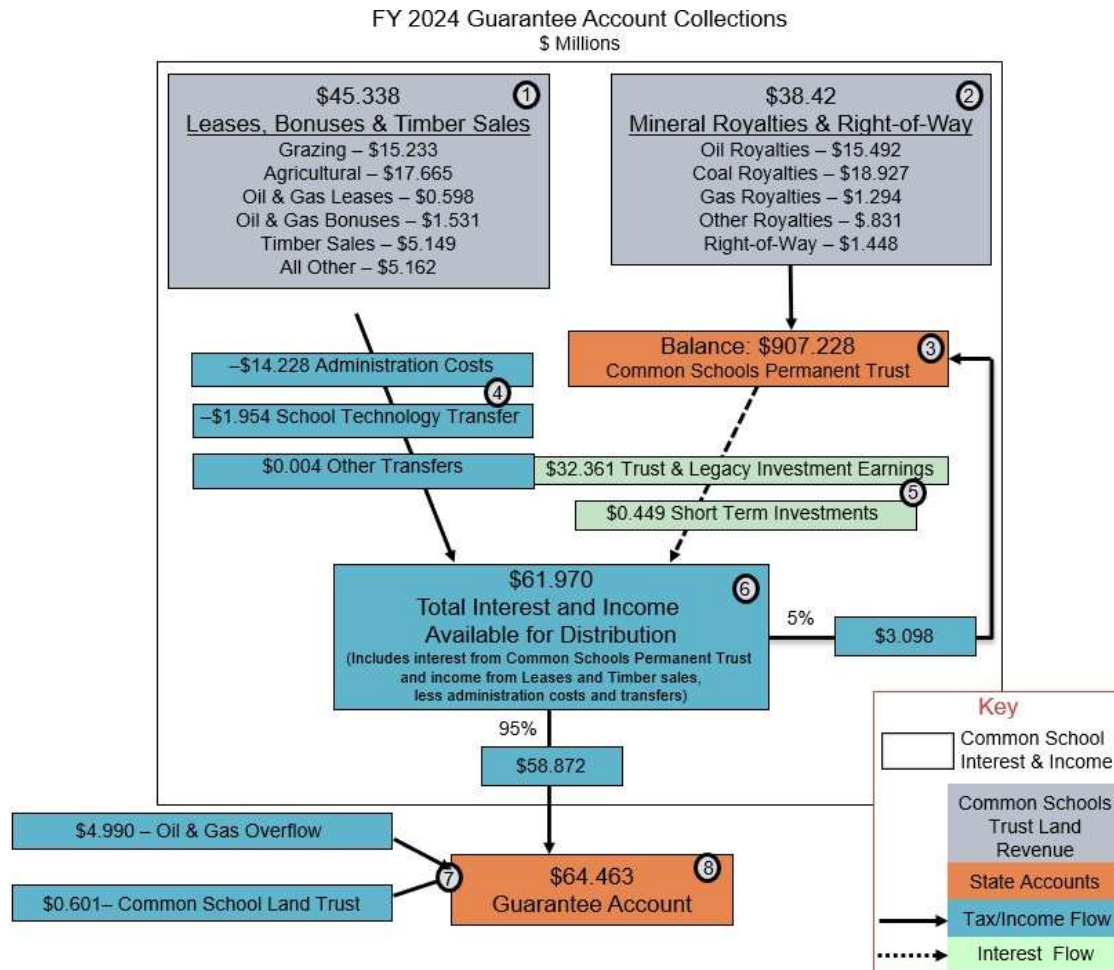 FY 2024 Guarantee Account Collections
$ Millions
$45.338
1
Leases, Bonuses & Timber Sales
Grazing – $15.233
Agricultural – $17.665
Oil & Gas Leases – $0.598
Oil & Gas Bonuses – $1.531
Timber Sales – $5.149
All Other – $5.162
$38.42
2
Mineral Royalties & Right-of-Way
Oil Royalties – $15.492
Coal Royalties – $18.927
Gas Royalties – $1.294
Other Royalties – $.831
Right-of-Way – $1.448
Balance: $907.228
3
Common Schools Permanent Trust
–$14.228 Administration Costs
4
–$1.954 School Technology Transfer
$0.004 Other Transfers
$32.361 Trust & Legacy Investment Earnings
5
$0.449 Short Term Investments
$61.970
6
Total Interest and Income
Available for Distribution
(Includes interest from Common Schools Permanent Trust
and income from Leases and Timber sales,
less administration costs and transfers)
5%
$3.098
95%
$58.872
$4.990 – Oil & Gas Overflow
$0.601– Common School Land Trust
7
$64.463
8
Guarantee Account
Key
Common School
Interest & Income
Common Schools
Trust Land
Revenue
State Accounts
Tax/Income Flow
Interest Flow